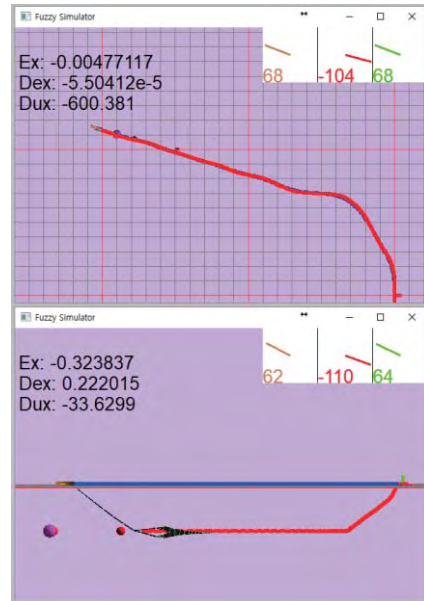 Fuzzy Simulator
68 -104 68
Ex: -0.00477117
Dex: -5.50412e-5
Dux: -600.381
Fuzzy Simulator
62 -110 64
Ex: -0.323837
Dex: 0.222015
Dux: -33.6299